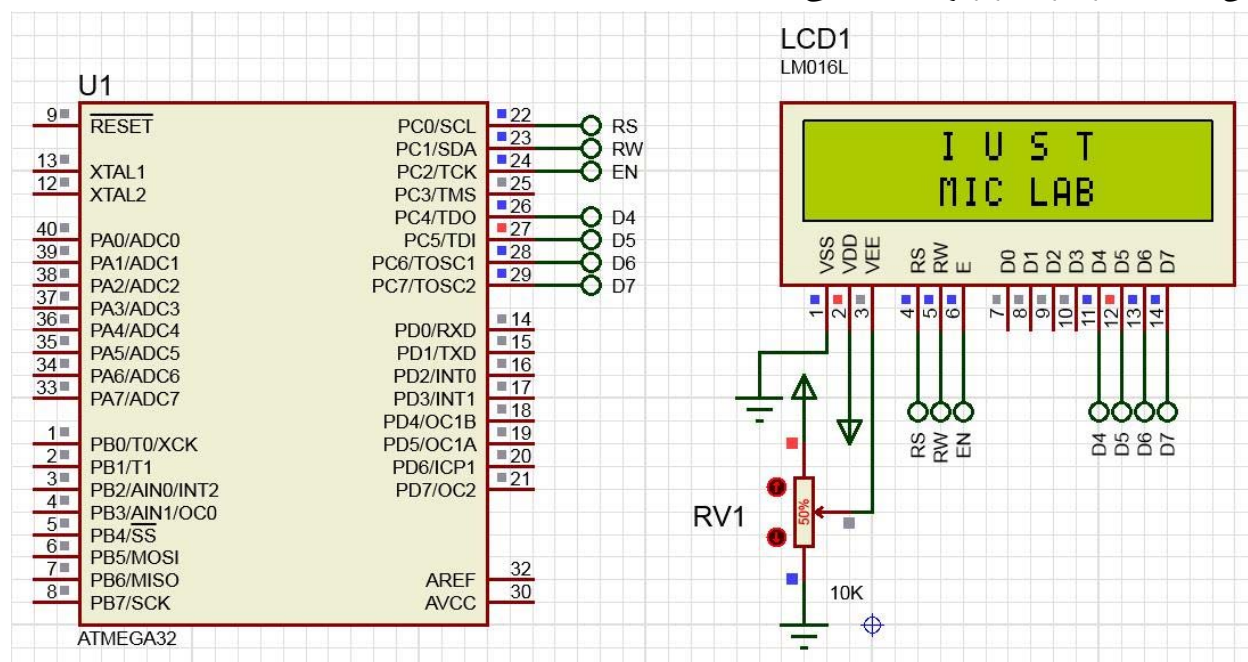 U1
9
RESET
13
XTAL1
12
XTAL2
40
PA0/ADC0
39
PA1/ADC1
38
PA2/ADC2
37
PA3/ADC3
36
PA4/ADC4
35
PA5/ADC5
34
PA6/ADC6
33
PA7/ADC7
1
PB0/T0/XCK
2
PB1/T1
3
PB2/AIN0/INT2
4
PB3/AIN1/OC0
5
PB4/SS
6
PB5/MOSI
7
PB6/MISO
8
PB7/SCK
PC0/SCL
22
RS
PC1/SDA
23
RW
PC2/TCK
24
EN
PC3/TMS
25
PC4/TDO
26
D4
PC5/TDI
27
D5
PC6/TOSC1
28
D6
PC7/TOSC2
29
D7
PD0/RXD
14
PD1/TXD
15
PD2/INT0
16
PD3/INT1
17
PD4/OC1B
18
PD5/OC1A
19
PD6/ICP1
20
PD7/OC2
21
AREF
32
AVCC
30
ATMEGA32
LCD1
LM016L
I U S T
MIC LAB
VSS VDD VEE RS RW E D0 D1 D2 D3 D4 D5 D6 D7
1 2 3 4 5 6 7 8 9 10 11 12 13 14
RS RW EN D4 D5 D6 D7
RV1
50%
10K